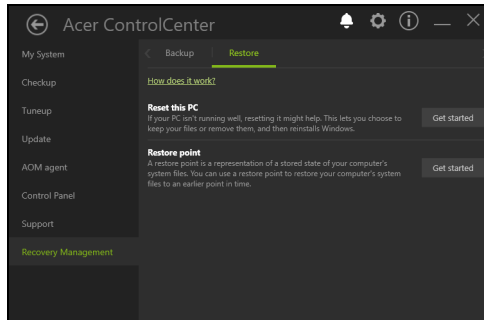 Acer ControlCenter
My System
Backup
Restore
Checkup
How does it work?
Tuneup
Reset this PC
If your PC isn't running well, resetting it might help. This lets you choose to
keep your files or remove them, and then reinstalls Windows.
Get started
Update
AOM agent
Restore point
A restore point is a representation of a stored state of your computer's
system files. You can use a restore point to restore your computer's system
files to an earlier point in time.
Get started
Control Panel
Support
Recovery Management